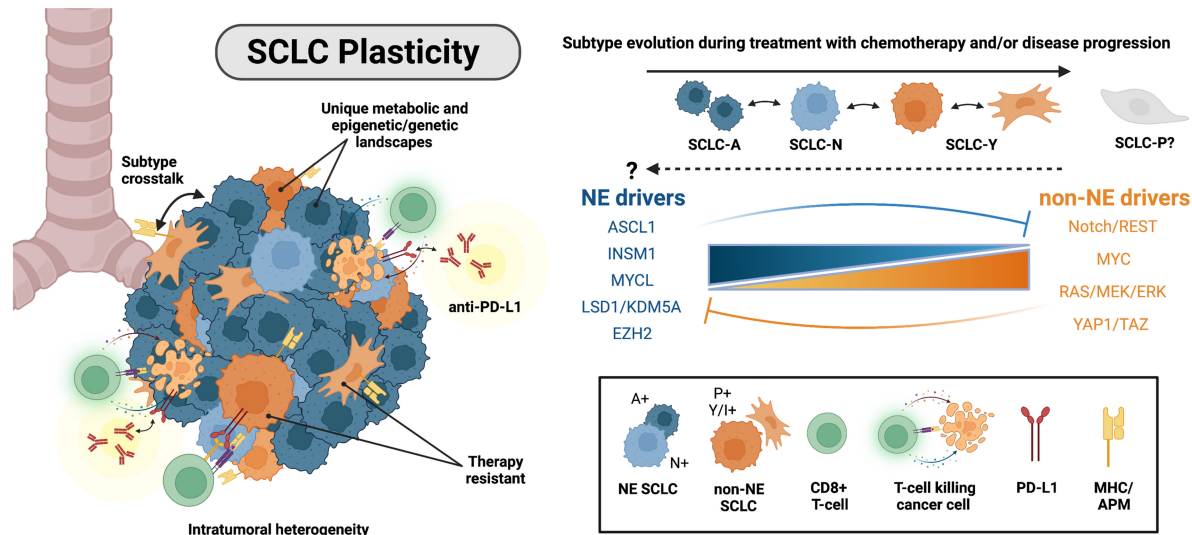 SCLC Plasticity
Unique metabolic and
epigenetic/genetic
landscapes
Subtype
crosstalk
anti-PD-L1
Therapy
resistant
Intratumoral heterogeneity
Subtype evolution during treatment with chemotherapy and/or disease progression
SCLC-A
SCLC-N
SCLC-Y
SCLC-P?
?
NE drivers
ASCL1
INSM1
MYCL
LSD1/KDM5A
EZH2
non-NE drivers
Notch/REST
MYC
RAS/MEK/ERK
YAP1/TAZ
A+
N+
NE SCLC
P+
Y/I+
non-NE
SCLC
CD8+
T-cell
T-cell killing
cancer cell
PD-L1
MHC/
APM